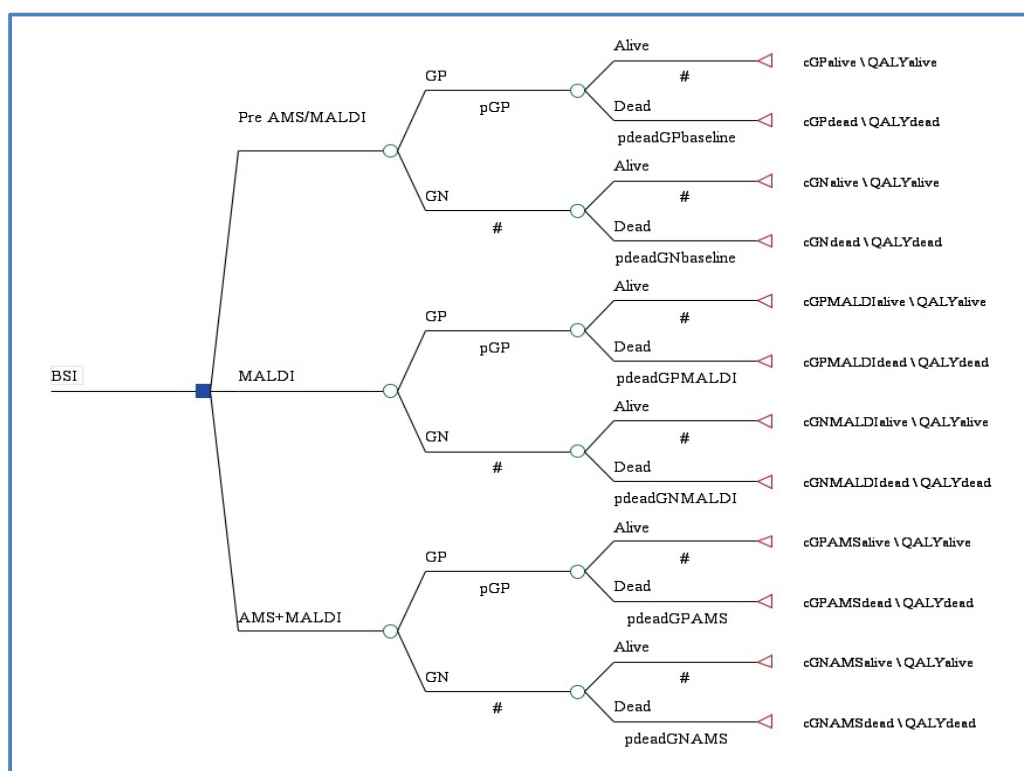 Alive
cGPalive \ QALYalive
#
GP
pGP
Dead
cGPdead \ QALYdead
pdeadGPbaseline
Pre AMS/MALDI
Alive
cGNalive \ QALYalive
#
GN
#
Dead
cGNdead \ QALYdead
pdeadGNbaseline
Alive
cGPMALDIalive \ QALYalive
#
GP
pGP
Dead
cGPMALDIdead \ QALYdead
pdeadGPMALDI
BSI
MALDI
Alive
cGNMALDIalive \ QALYalive
#
GN
#
Dead
cGNMALDIdead \ QALYdead
pdeadGNMALDI
Alive
cGPAMSalive \ QALYalive
#
GP
pGP
Dead
cGPAMSdead \ QALYdead
pdeadGPAMS
AMS+MALDI
Alive
cGNAMSalive \ QALYalive
#
GN
#
Dead
cGNAMSdead \ QALYdead
pdeadGNAMS